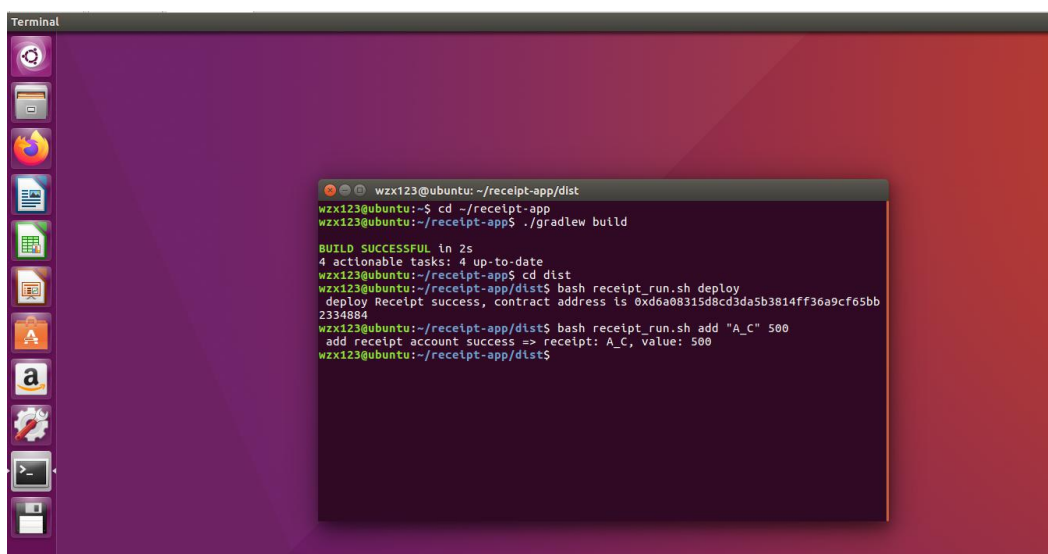 Terminal
wzx123@ubuntu: ~/receipt-app/dist
wzx123@ubuntu:~$ cd ~/receipt-app
wzx123@ubuntu:~/receipt-app$ ./gradlew build
BUILD SUCCESSFUL in 2s
4 actionable tasks: 4 up-to-date
wzx123@ubuntu:~/receipt-app$ cd dist
wzx123@ubuntu:~/receipt-app/dist$ bash receipt_run.sh deploy
deploy Receipt success, contract address is 0xd6a08315d8cd3da5b3814ff36a9cf65bb
2334884
wzx123@ubuntu:~/receipt-app/dist$ bash receipt_run.sh add "A_C" 500
add receipt account success => receipt: A_C, value: 500
wzx123@ubuntu:~/receipt-app/dist$